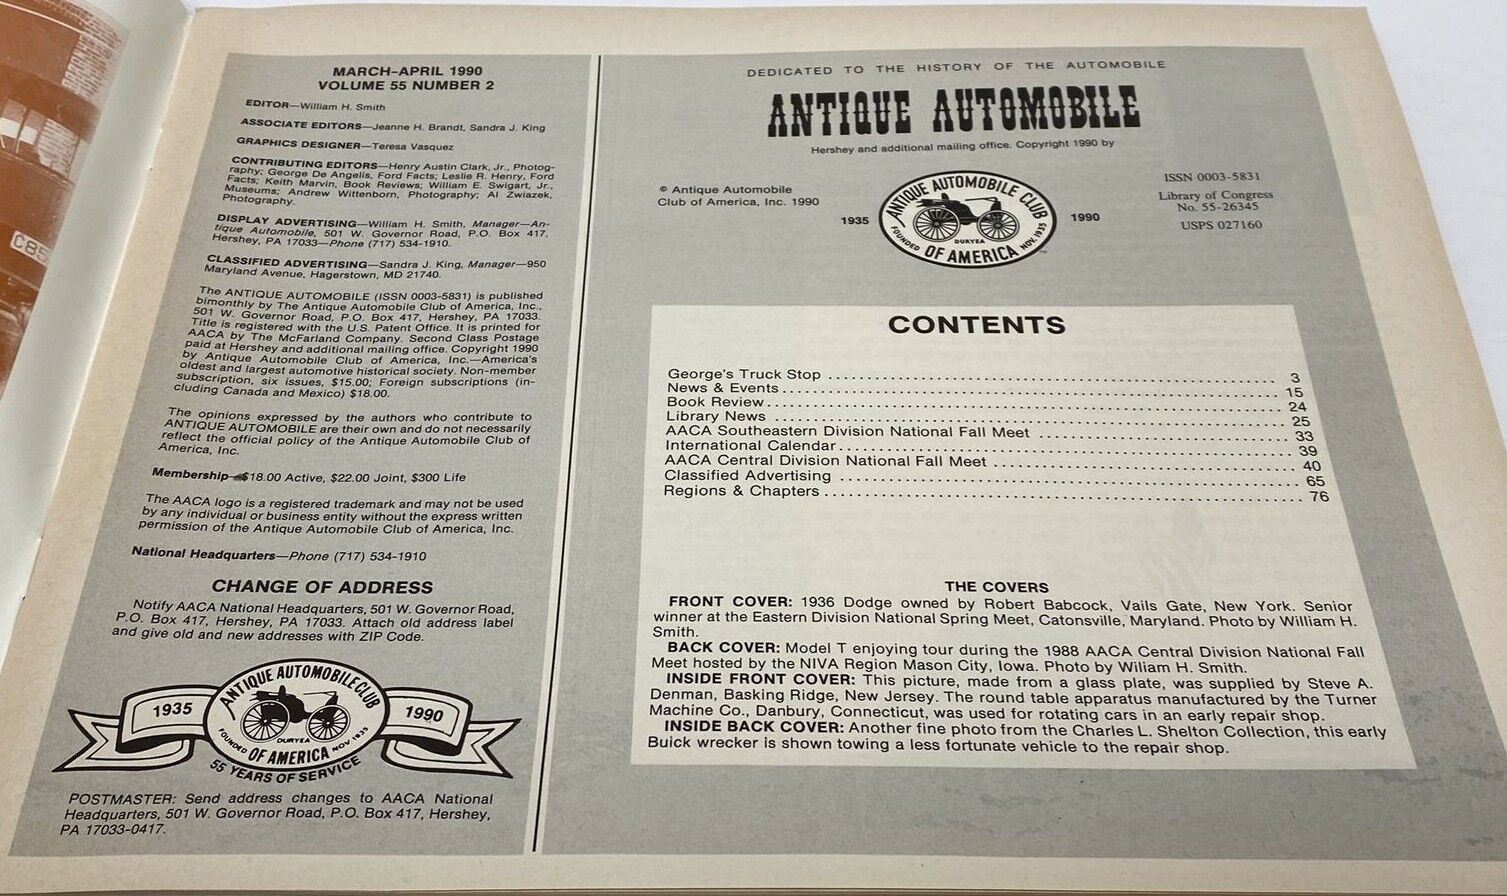 C85
MARCH–APRIL 1990
VOLUME 55 NUMBER 2
EDITOR—William H. Smith
ASSOCIATE EDITORS—Jeanne H. Brandt, Sandra J. King
GRAPHICS DESIGNER—Teresa Vasquez
CONTRIBUTING EDITORS—Henry Austin Clark, Jr., Photog-
raphy; George De Angelis, Ford Facts; Leslie R. Henry, Ford
Facts; Keith Marvin, Book Reviews; William E. Swigart, Jr.,
Museums; Andrew Wittenborn, Photography; Al Zwiazek,
Photography.
DISPLAY ADVERTISING—William H. Smith, Manager—An-
tique Automobile, 501 W. Governor Road, P.O. Box 417,
Hershey, PA 17033—Phone (717) 534-1910.
CLASSIFIED ADVERTISING—Sandra J. King, Manager—950
Maryland Avenue, Hagerstown, MD 21740.
The ANTIQUE AUTOMOBILE (ISSN 0003-5831) is published
bimonthly by The Antique Automobile Club of America, Inc.,
501 W. Governor Road, P.O. Box 417, Hershey, PA 17033.
Title is registered with the U.S. Patent Office. It is printed for
AACA by The McFarland Company. Second Class Postage
paid at Hershey and additional mailing office. Copyright 1990
by Antique Automobile Club of America, Inc.—America's
oldest and largest automotive historical society. Non-member
subscription, six issues, $15.00; Foreign subscriptions (in-
cluding Canada and Mexico) $18.00.
The opinions expressed by the authors who contribute to
ANTIQUE AUTOMOBILE are their own and do not necessarily
reflect the official policy of the Antique Automobile Club of
America, Inc.
Membership—$18.00 Active, $22.00 Joint, $300 Life
The AACA logo is a registered trademark and may not be used
by any individual or business entity without the express written
permission of the Antique Automobile Club of America, Inc.
National Headquarters—Phone (717) 534-1910
CHANGE OF ADDRESS
Notify AACA National Headquarters, 501 W. Governor Road,
P.O. Box 417, Hershey, PA 17033. Attach old address label
and give old and new addresses with ZIP Code.
1935
ANTIQUE AUTOMOBILE CLUB
DURYEA
FOUNDED NOV. 1935
OF AMERICA
1990
55 YEARS OF SERVICE
POSTMASTER: Send address changes to AACA National
Headquarters, 501 W. Governor Road, P.O. Box 417, Hershey,
PA 17033-0417.
DEDICATED TO THE HISTORY OF THE AUTOMOBILE
ANTIQUE AUTOMOBILE
Hershey and additional mailing office. Copyright 1990 by
© Antique Automobile
Club of America, Inc. 1990
1935
ANTIQUE AUTOMOBILE CLUB
DURYEA
FOUNDED NOV. 1935
OF AMERICA
TM
1990
ISSN 0003-5831
Library of Congress
No. 55-26345
USPS 027160
CONTENTS
George's Truck Stop 3
News & Events 15
Book Review 24
Library News 25
AACA Southeastern Division National Fall Meet 33
International Calendar 39
AACA Central Division National Fall Meet 40
Classified Advertising 65
Regions & Chapters 76
THE COVERS
FRONT COVER: 1936 Dodge owned by Robert Babcock, Vails Gate, New York. Senior
winner at the Eastern Division National Spring Meet, Catonsville, Maryland. Photo by William H.
Smith.
BACK COVER: Model T enjoying tour during the 1988 AACA Central Division National Fall
Meet hosted by the NIVA Region Mason City, Iowa. Photo by Wiliam H. Smith.
INSIDE FRONT COVER: This picture, made from a glass plate, was supplied by Steve A.
Denman, Basking Ridge, New Jersey. The round table apparatus manufactured by the Turner
Machine Co., Danbury, Connecticut, was used for rotating cars in an early repair shop.
INSIDE BACK COVER: Another fine photo from the Charles L. Shelton Collection, this early
Buick wrecker is shown towing a less fortunate vehicle to the repair shop.